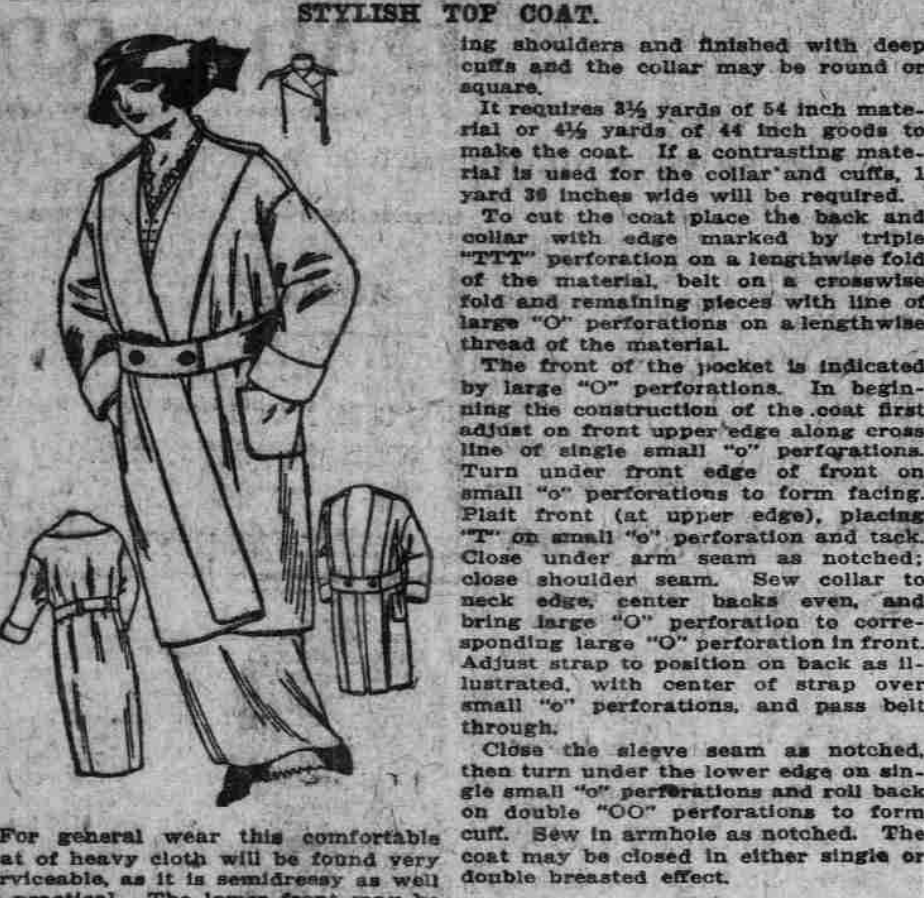 STYLISH TOP COAT.
For general wear this comfortable
at of heavy cloth will be found very
rviceable, as it is semidressy as well
practical. The lower front may be
ing shoulders and finished with deep
cuffs and the collar may be round or
square.
It requires 3½ yards of 54 inch mate-
rial or 4½ yards of 44 inch goods to
make the coat. If a contrasting mate-
rial is used for the collar and cuffs, 1
yard 36 inches wide will be required.
To cut the coat place the back and
collar with edge marked by triple
"TTT" perforation on a lengthwise fold
of the material, belt on a crosswise
fold and remaining pieces with line of
large "O" perforations on a lengthwise
thread of the material.
The front of the pocket is indicated
by large "O" perforations. In begin-
ning the construction of the coat first
adjust on front upper edge along cross
line of single small "o" perforations.
Turn under front edge of front on
small "o" perforations to form facing.
Plait front (at upper edge), placing
"T" on small "o" perforation and tack.
Close under arm seam as notched;
close shoulder seam. Sew collar to
neck edge, center backs even, and
bring large "O" perforation to corre-
sponding large "O" perforation in front.
Adjust strap to position on back as il-
lustrated, with center of strap over
small "o" perforations, and pass belt
through.
Close the sleeve seam as notched,
then turn under the lower edge on sin-
gle small "o" perforations and roll back
on double "OO" perforations to form
cuff. Sew in armhole as notched. The
coat may be closed in either single or
double breasted effect.